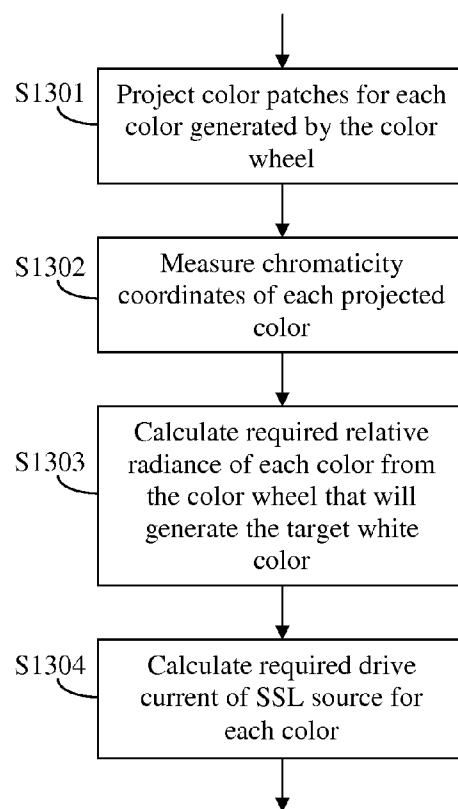 S1301
Project color patches for each
color generated by the color
wheel
S1302
Measure chromaticity
coordinates of each projected
color
S1303
Calculate required relative
radiance of each color from
the color wheel that will
generate the target white
color
S1304
Calculate required drive
current of SSL source for
each color